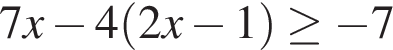 7x − 4(2x − 1) ≥ −7